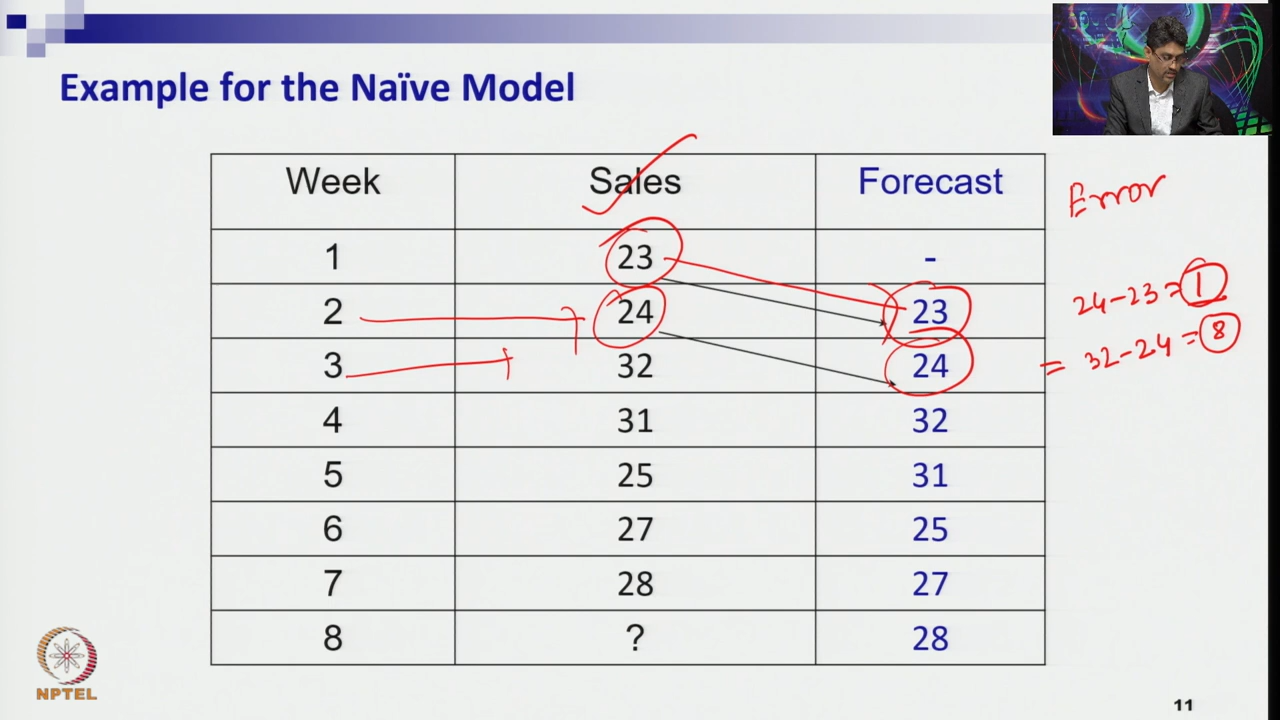 Example for the Naïve Model
Week Sales Forecast Error
1 23 -
2 24 23 24-23=1
3 32 24 = 32-24=8
4 31 32
5 25 31
6 27 25
7 28 27
8 ? 28
NPTEL
11